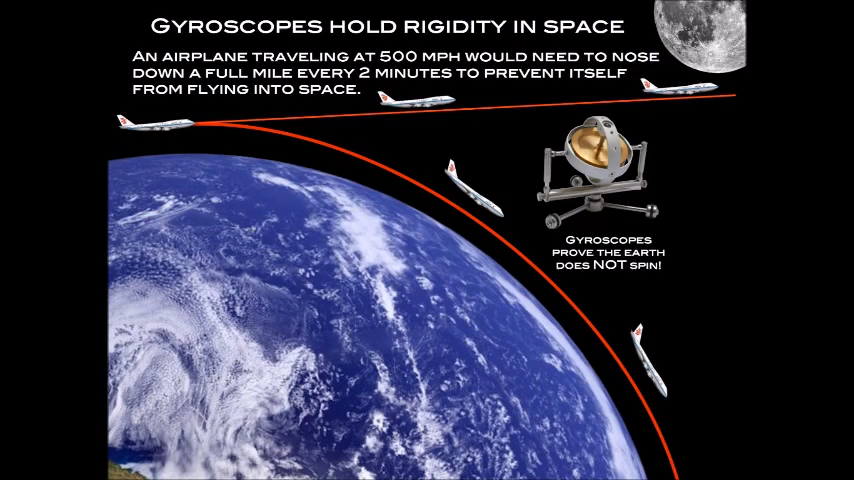 Gyroscopes hold rigidity in space
An airplane traveling at 500 mph would need to nose
down a full mile every 2 minutes to prevent itself
from flying into space.
Gyroscopes
prove the earth
does NOT spin!